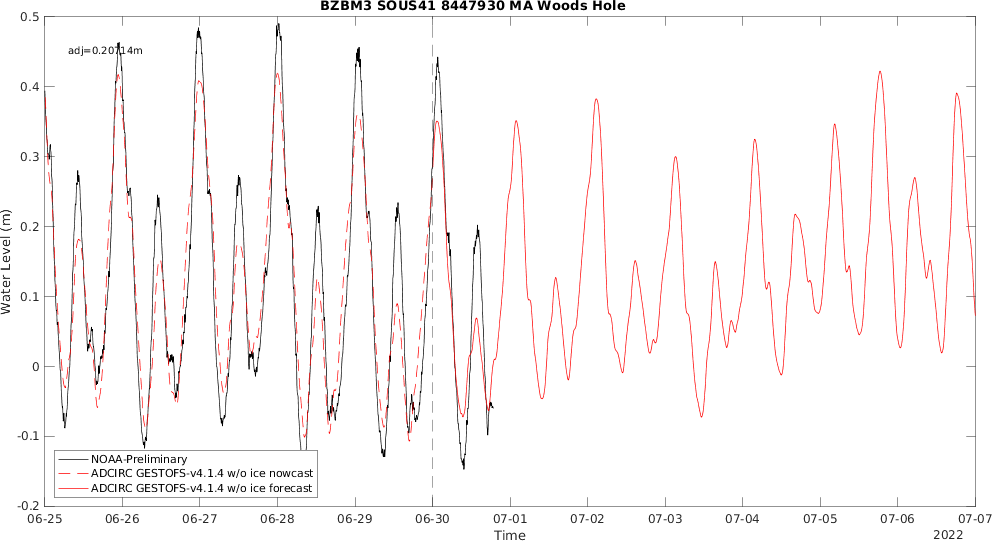 BZBM3 SOUS41 8447930 MA Woods Hole
adj=0.20714m
Water Level (m)
0.5
0.4
0.3
0.2
0.1
0
-0.1
-0.2
NOAA-Preliminary
ADCIRC GESTOFS-v4.1.4 w/o ice nowcast
ADCIRC GESTOFS-v4.1.4 w/o ice forecast
06-25 06-26 06-27 06-28 06-29 06-30 07-01 07-02 07-03 07-04 07-05 07-06 07-07
Time
2022